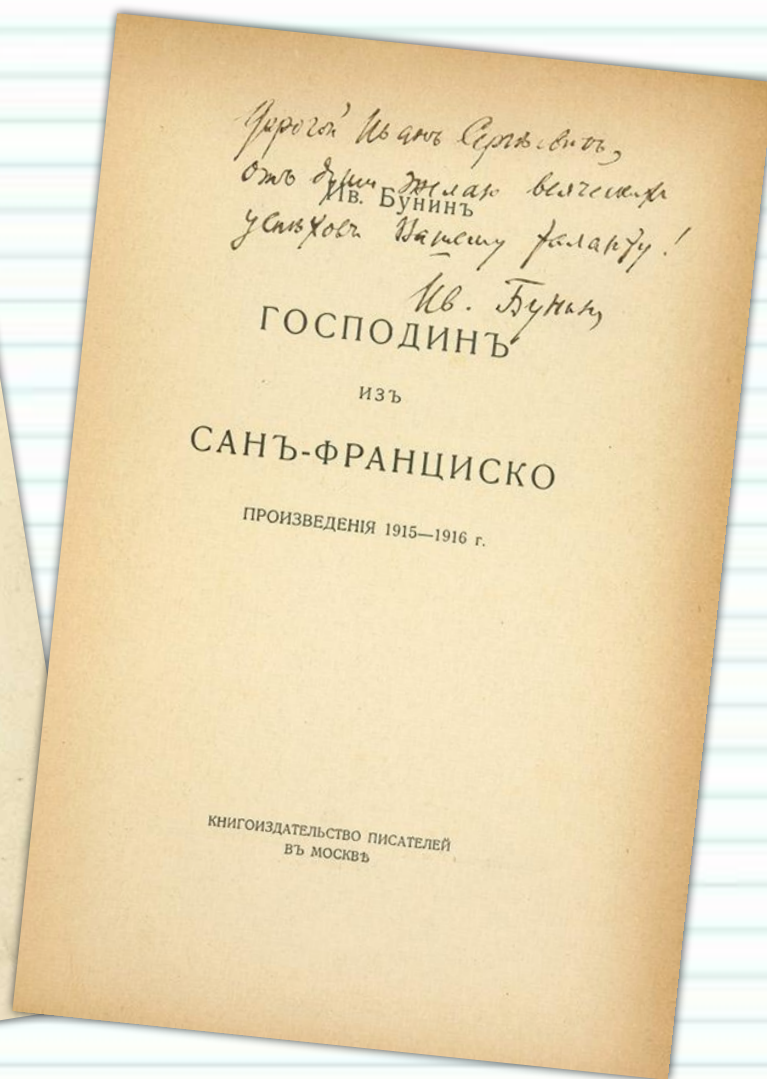 Дорогой Иванъ Сергѣевичъ,
отъ души желаю всяческихъ
Ив. Бунинъ
успѣховъ Вашему таланту!
Ив. Бунинъ
ГОСПОДИНЪ
ИЗЪ
САНЪ-ФРАНЦИСКО
ПРОИЗВЕДЕНІЯ 1915—1916 г.
КНИГОИЗДАТЕЛЬСТВО ПИСАТЕЛЕЙ
ВЪ МОСКВѢ